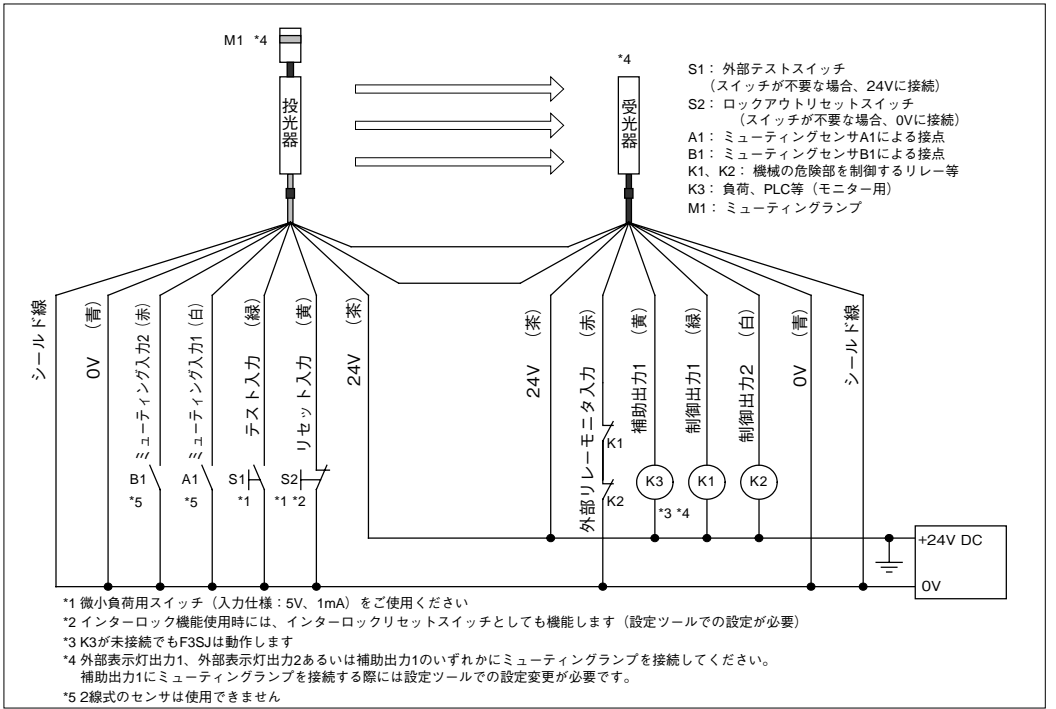 M1 *4
*4
投光器
受光器
S1： 外部テストスイッチ
（スイッチが不要な場合、24Vに接続）
S2： ロックアウトリセットスイッチ
（スイッチが不要な場合、0Vに接続）
A1： ミューティングセンサA1による接点
B1： ミューティングセンサB1による接点
K1、K2： 機械の危険部を制御するリレー等
K3： 負荷、PLC等（モニター用）
M1： ミューティングランプ
シールド線
0V （青）
ミューティング入力2（赤）
ミューティング入力1（白）
テスト入力 （緑）
リセット入力 （黄）
24V （茶）
24V （茶）
外部リレーモニタ入力 （赤）
補助出力1 （黄）
制御出力1 （緑）
制御出力2 （白）
0V （青）
シールド線
B1
*5
A1
*5
S1
*1
S2
*1 *2
K1
K2
K3
*3 *4
K1
K2
+24V DC
0V
*1 微小負荷用スイッチ（入力仕様：5V、1mA）をご使用ください
*2 インターロック機能使用時には、インターロックリセットスイッチとしても機能します（設定ツールでの設定が必要）
*3 K3が未接続でもF3SJは動作します
*4 外部表示灯出力1、外部表示灯出力2あるいは補助出力1のいずれかにミューティングランプを接続してください。
補助出力1にミューティングランプを接続する際には設定ツールでの設定変更が必要です。
*5 2線式のセンサは使用できません